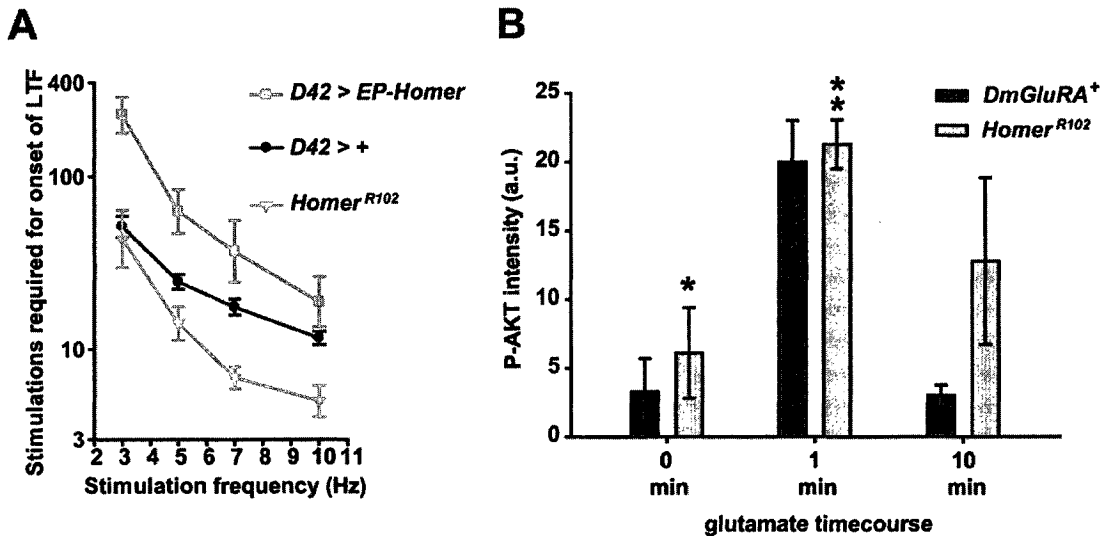 A
Stimulations required for onset of LTF
400
100
10
3
2 3 4 5 6 7 8 9 10 11
Stimulation frequency (Hz)
D42 > EP-Homer
D42 > +
Homer R102
B
P-AKT intensity (a.u.)
25
20
15
10
5
0
*
*
*
DmGluRA+
Homer R102
0 min
1 min
10 min
glutamate timecourse